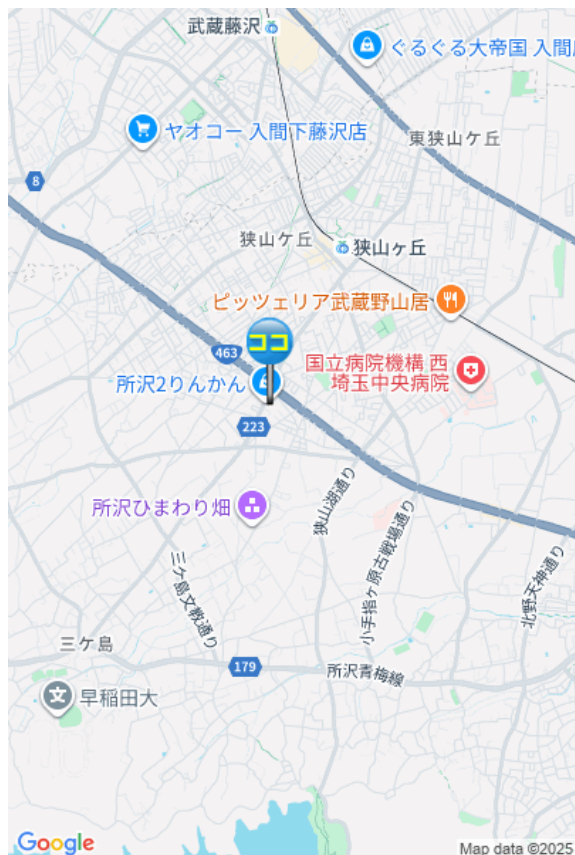 武蔵藤沢
ぐるぐる大帝国 入間
ヤオコー 入間下藤沢店
東狭山ケ丘
8
狭山ケ丘
狭山ヶ丘
ピッツェリア武蔵野山居
463
ココ
国立病院機構 西
埼玉中央病院
所沢2りんかん
223
狭山湖通り
所沢ひまわり畑
小手指ヶ原古戦場通り
北野天神通り
三ケ島文教通り
三ケ島
179
所沢青梅線
早稲田大
Google
Map data ©2025